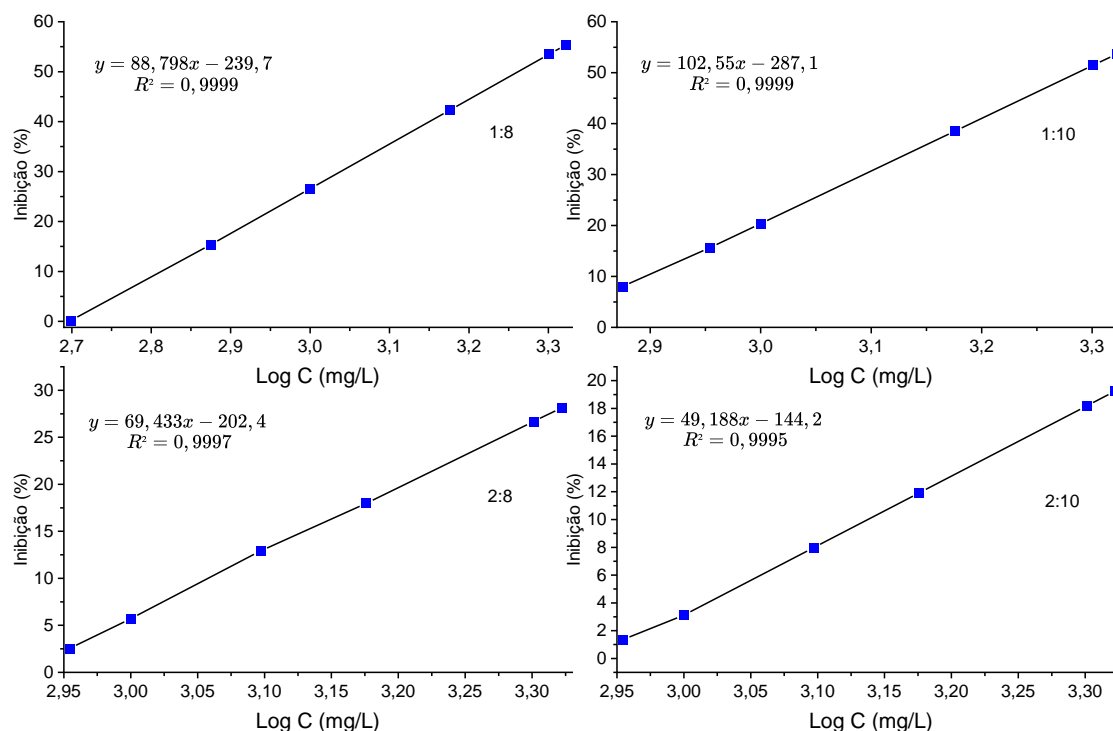 60
50
40
30
20
10
0
Inibição (%)
y = 88,798x − 239,7
R² = 0,9999
1:8
2,7 2,8 2,9 3,0 3,1 3,2 3,3
Log C (mg/L)
60
50
40
30
20
10
0
Inibição (%)
y = 102,55x − 287,1
R² = 0,9999
1:10
2,9 3,0 3,1 3,2 3,3
Log C (mg/L)
30
25
20
15
10
5
0
Inibição (%)
y = 69,433x − 202,4
R² = 0,9997
2:8
2,95 3,00 3,05 3,10 3,15 3,20 3,25 3,30
Log C (mg/L)
20
18
16
14
12
10
8
6
4
2
0
Inibição (%)
y = 49,188x − 144,2
R² = 0,9995
2:10
2,95 3,00 3,05 3,10 3,15 3,20 3,25 3,30
Log C (mg/L)